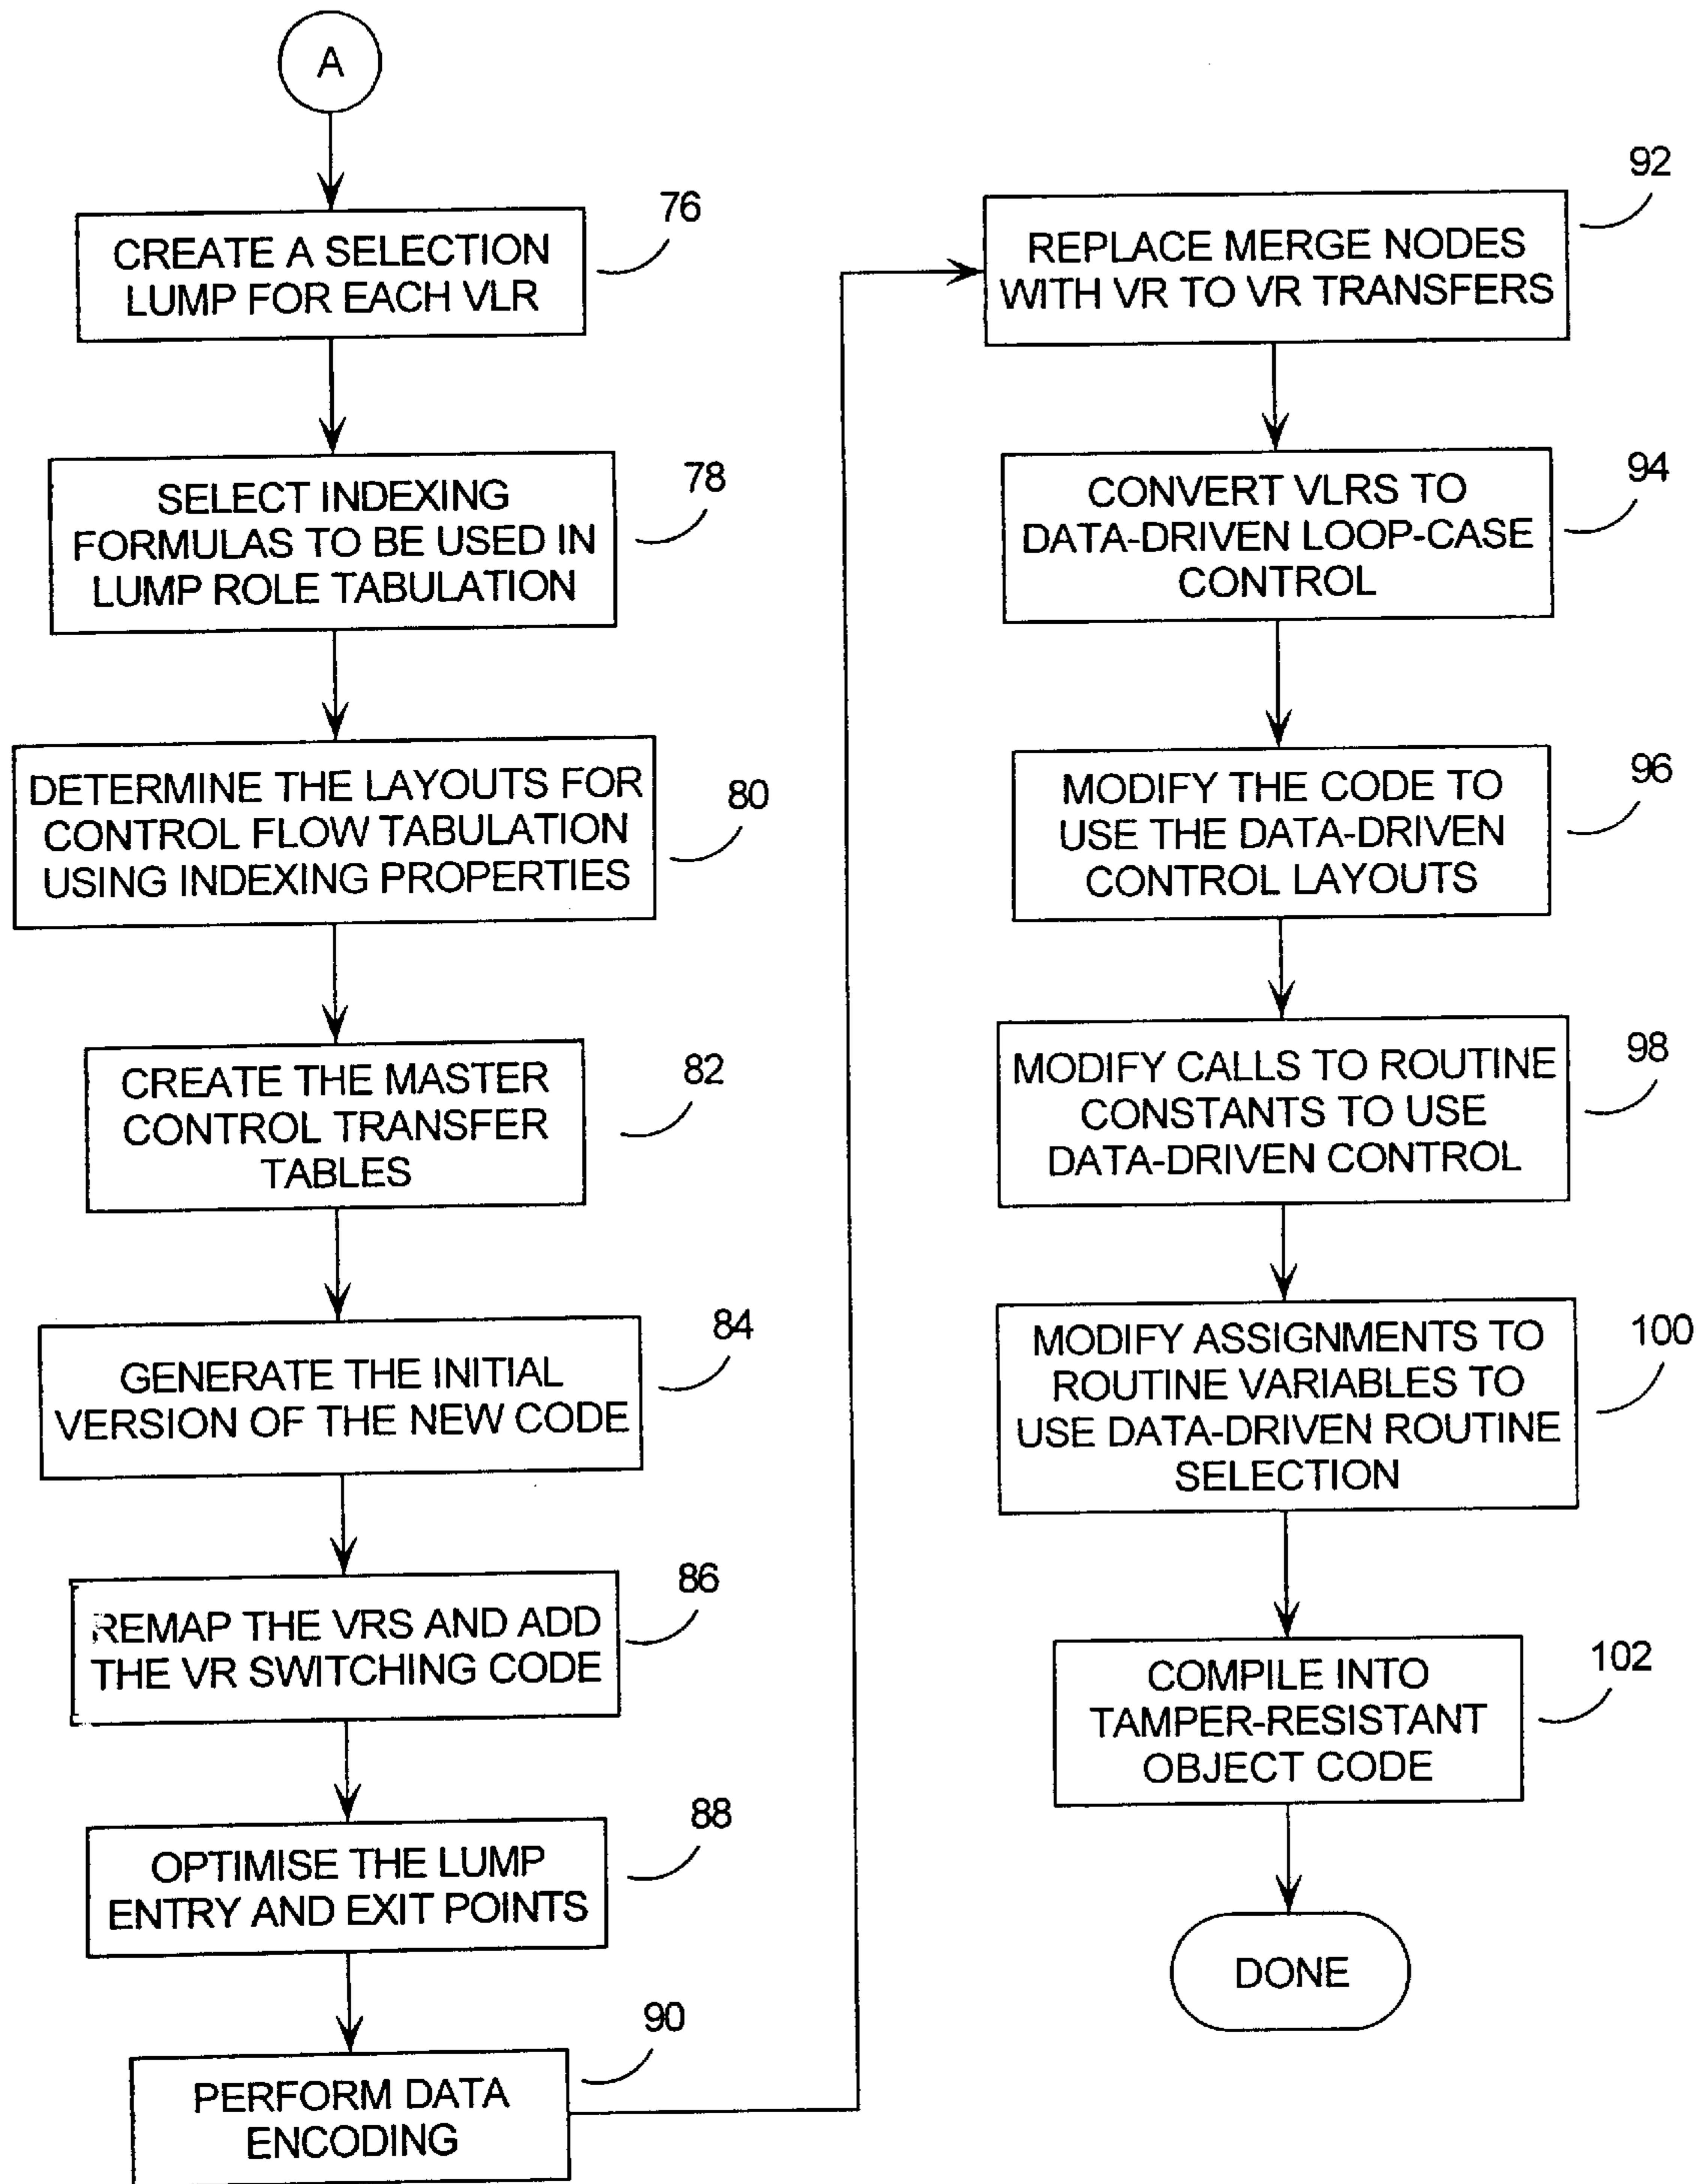 A
CREATE A SELECTION
LUMP FOR EACH VLR
76
SELECT INDEXING
FORMULAS TO BE USED IN
LUMP ROLE TABULATION
78
DETERMINE THE LAYOUTS FOR
CONTROL FLOW TABULATION
USING INDEXING PROPERTIES
80
CREATE THE MASTER
CONTROL TRANSFER
TABLES
82
GENERATE THE INITIAL
VERSION OF THE NEW CODE
84
REMAP THE VRS AND ADD
THE VR SWITCHING CODE
86
OPTIMISE THE LUMP
ENTRY AND EXIT POINTS
88
PERFORM DATA
ENCODING
90
REPLACE MERGE NODES
WITH VR TO VR TRANSFERS
92
CONVERT VLRS TO
DATA-DRIVEN LOOP-CASE
CONTROL
94
MODIFY THE CODE TO
USE THE DATA-DRIVEN
CONTROL LAYOUTS
96
MODIFY CALLS TO ROUTINE
CONSTANTS TO USE
DATA-DRIVEN CONTROL
98
MODIFY ASSIGNMENTS TO
ROUTINE VARIABLES TO
USE DATA-DRIVEN ROUTINE
SELECTION
100
COMPILE INTO
TAMPER-RESISTANT
OBJECT CODE
102
DONE